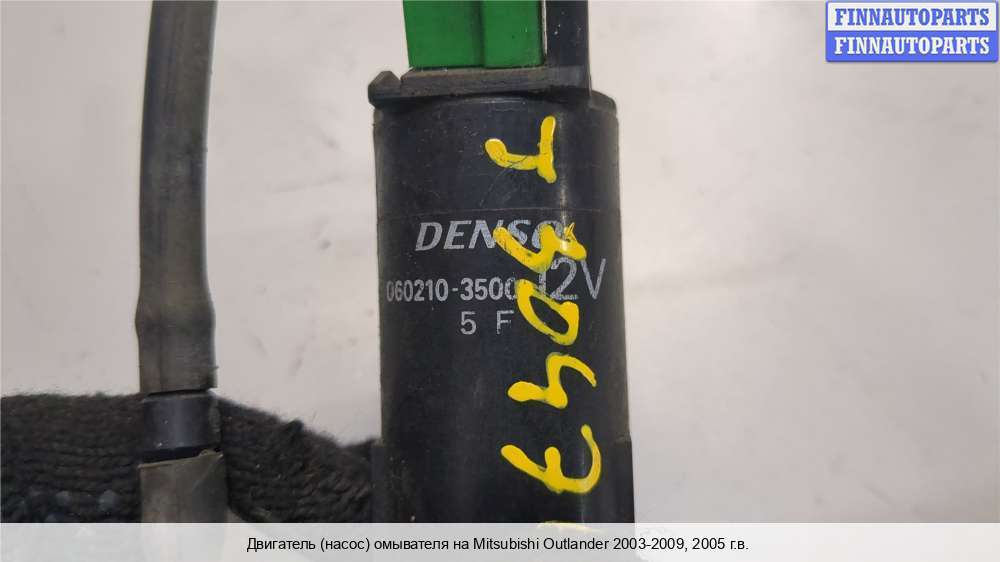 FINNAUTOPARTS
FINNAUTOPARTS
DENSO
060210-3500 12V
5 F
Двигатель (насос) омывателя на Mitsubishi Outlander 2003-2009, 2005 г.в.